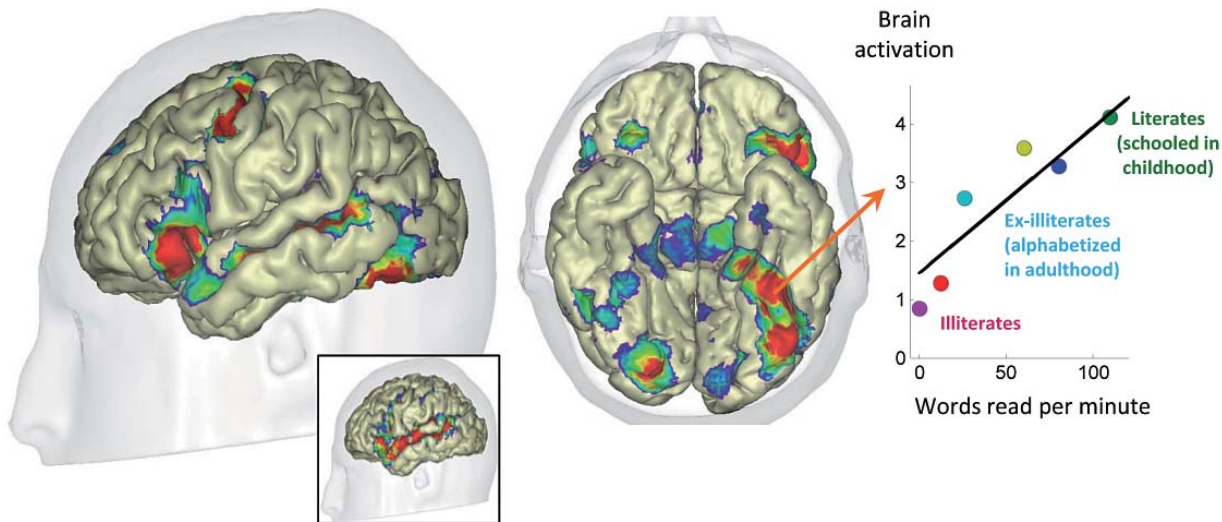 Brain
activation
4
3
2
1
0
0 50 100
Words read per minute
Literates
(schooled in
childhood)
Ex-illiterates
(alphabetized
in adulthood)
Illiterates